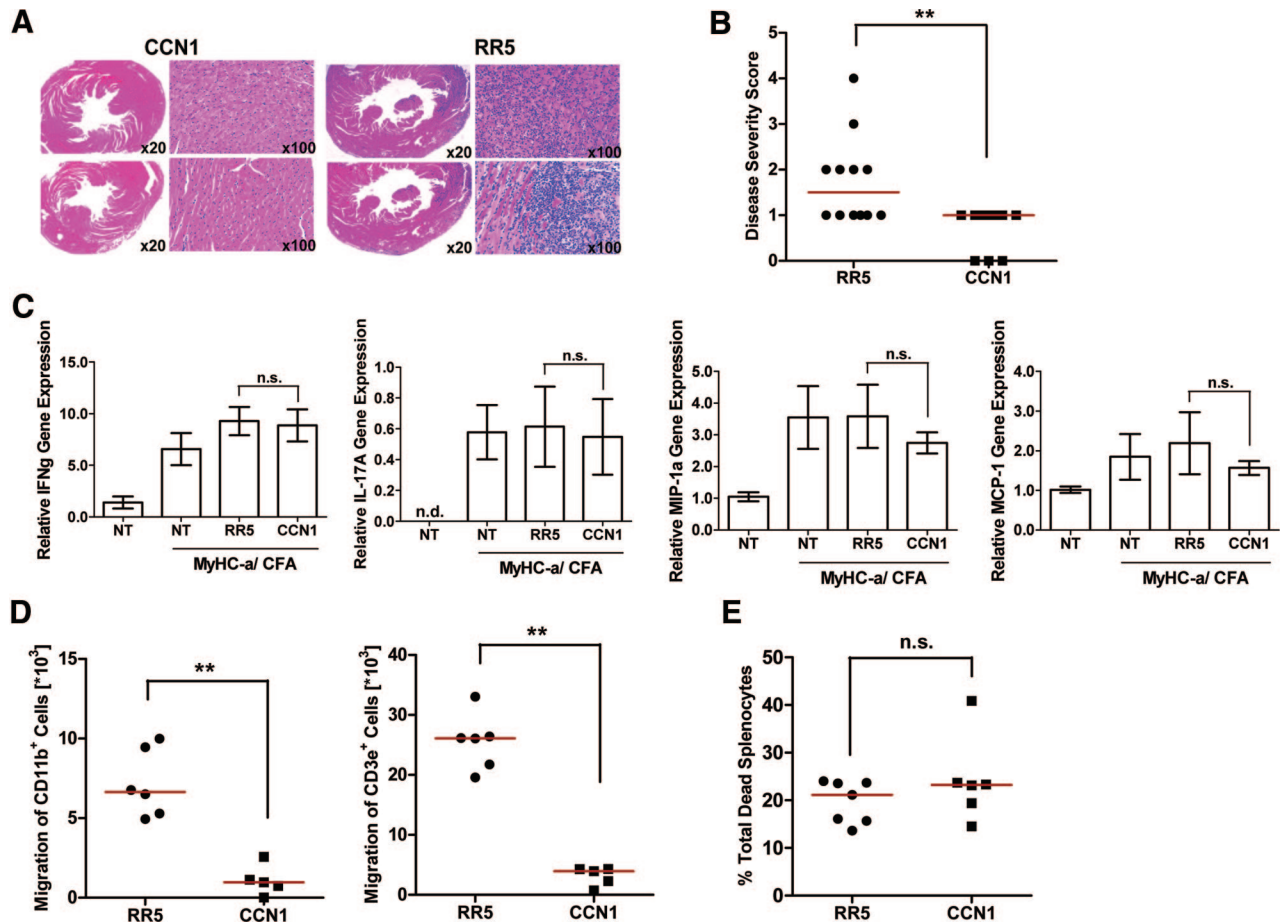 A
CCN1
RR5
x20
x100
x20
x100
x20
x100
x20
x100
B
**
Disease Severity Score
5
4
3
2
1
0
RR5
CCN1
C
Relative IFNg Gene Expression
15.0
10.0
5.0
0.0
n.s.
NT
NT
RR5
CCN1
MyHC-a/ CFA
Relative IL-17A Gene Expression
1.0
0.8
0.6
0.4
0.2
0.0
n.s.
n.d.
NT
NT
RR5
CCN1
MyHC-a/ CFA
Relative MIP-1a Gene Expression
5.0
4.0
3.0
2.0
1.0
0.0
n.s.
NT
NT
RR5
CCN1
MyHC-a/ CFA
Relative MCP-1 Gene Expression
4.0
3.0
2.0
1.0
0.0
n.s.
NT
NT
RR5
CCN1
MyHC-a/ CFA
D
Migration of CD11b⁺ Cells [*10³]
15
10
5
0
**
RR5
CCN1
Migration of CD3e⁺ Cells [*10³]
40
30
20
10
0
**
RR5
CCN1
E
% Total Dead Splenocytes
50
40
30
20
10
0
n.s.
RR5
CCN1